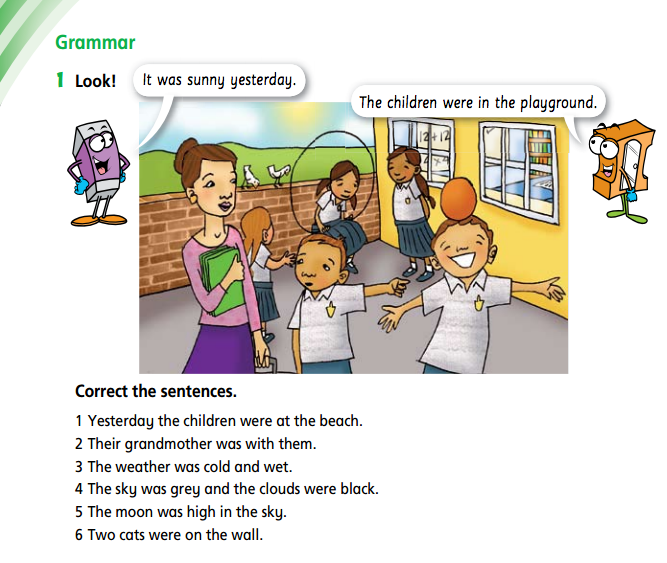 Grammar
1 Look!
It was sunny yesterday.
The children were in the playground.
12+12
4 x
Correct the sentences.
1 Yesterday the children were at the beach.
2 Their grandmother was with them.
3 The weather was cold and wet.
4 The sky was grey and the clouds were black.
5 The moon was high in the sky.
6 Two cats were on the wall.